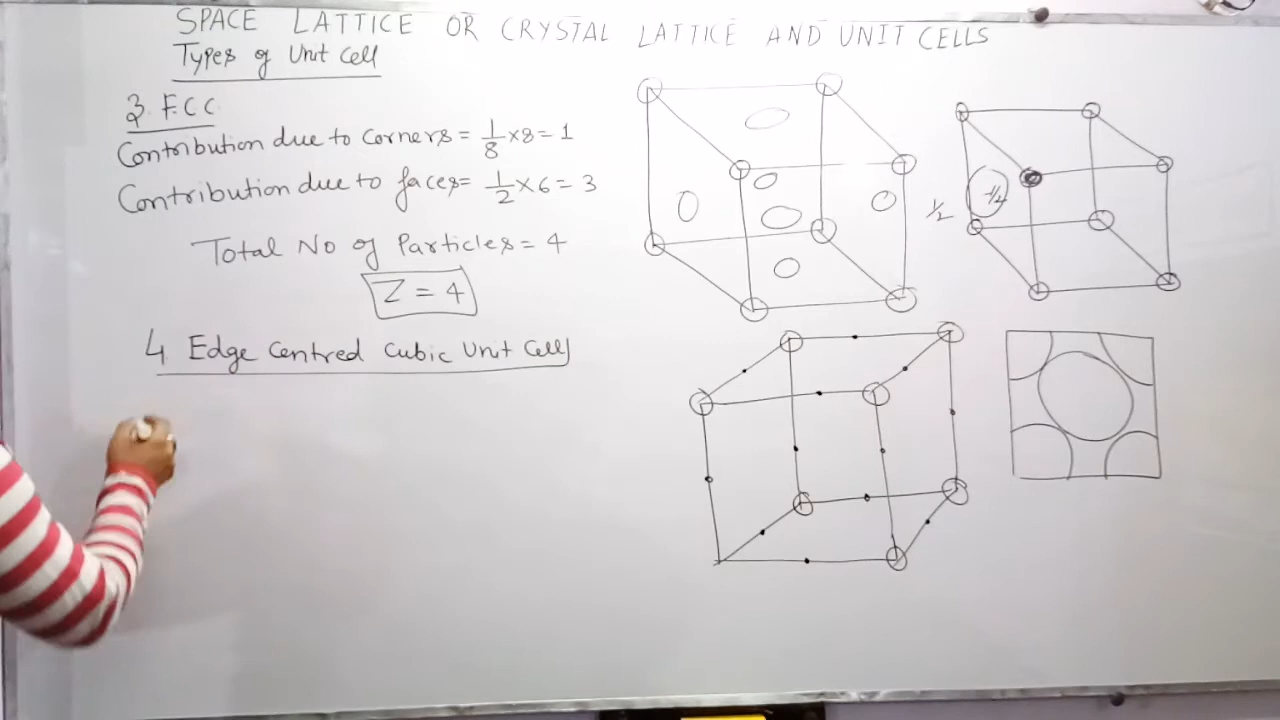 SPACE LATTICE OR CRYSTAL LATTICE AND UNIT CELLS
Types of Unit Cell
3. F.C.C
Contribution due to Corners = 1/8 × 8 = 1
Contribution due to faces = 1/2 × 6 = 3
Total No of Particles = 4
Z = 4
4 Edge Centred Cubic Unit Cell
1/2
1/2